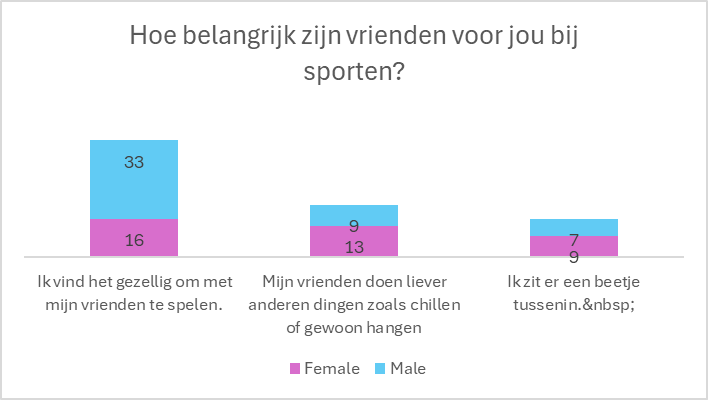 Hoe belangrijk zijn vrienden voor jou bij
sporten?
33
16
9
13
7
9
Ik vind het gezellig om met
mijn vrienden te spelen.
Mijn vrienden doen liever
anderen dingen zoals chillen
of gewoon hangen
Ik zit er een beetje
tussenin.&nbsp;
Female
Male